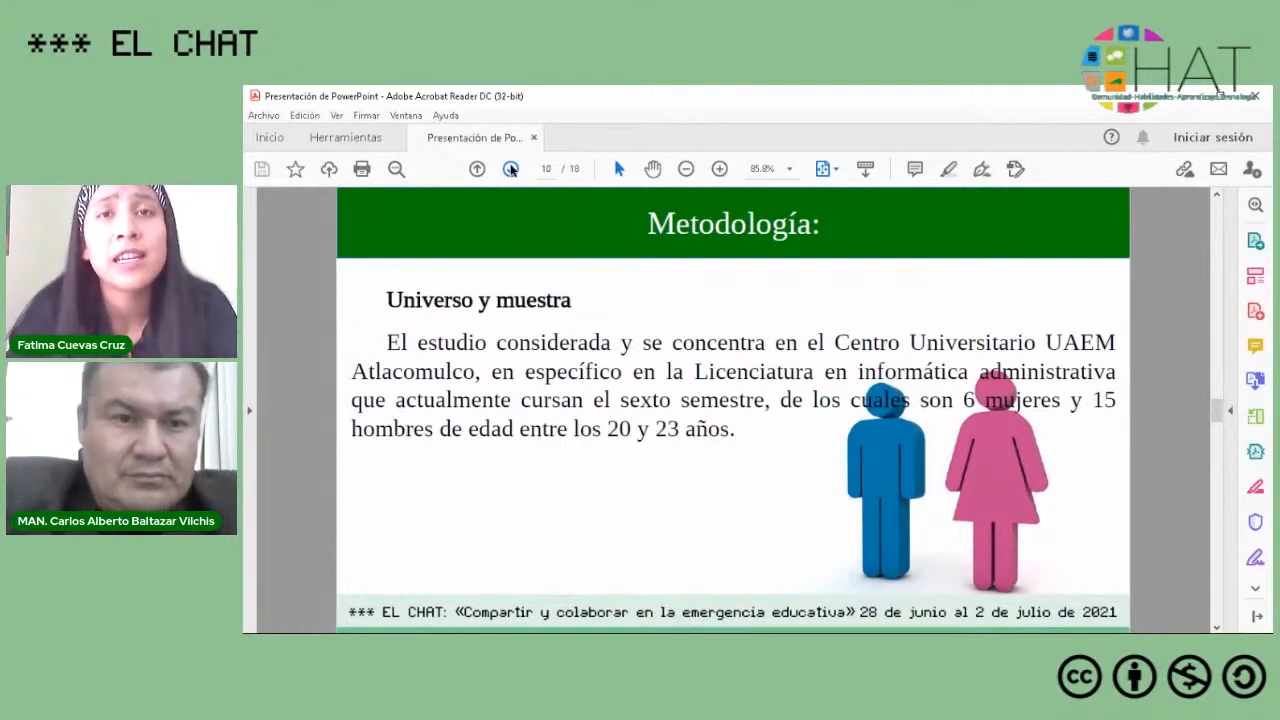 *** EL CHAT
HAT
Comunidad- Habilidades- Aprendizaje- Tecnología
Presentación de PowerPoint - Adobe Acrobat Reader DC (32-bit)
Archivo Edición Ver Firmar Ventana Ayuda
Inicio Herramientas Presentación de Po... × Iniciar sesión
10 / 18 85.8%
Metodología:
Universo y muestra
El estudio considerada y se concentra en el Centro Universitario UAEM
Atlacomulco, en específico en la Licenciatura en informática administrativa
que actualmente cursan el sexto semestre, de los cuales son 6 mujeres y 15
hombres de edad entre los 20 y 23 años.
*** EL CHAT: «Compartir y colaborar en la emergencia educativa» 28 de junio al 2 de julio de 2021
Fatima Cuevas Cruz
MAN. Carlos Alberto Baltazar Vilchis
cc